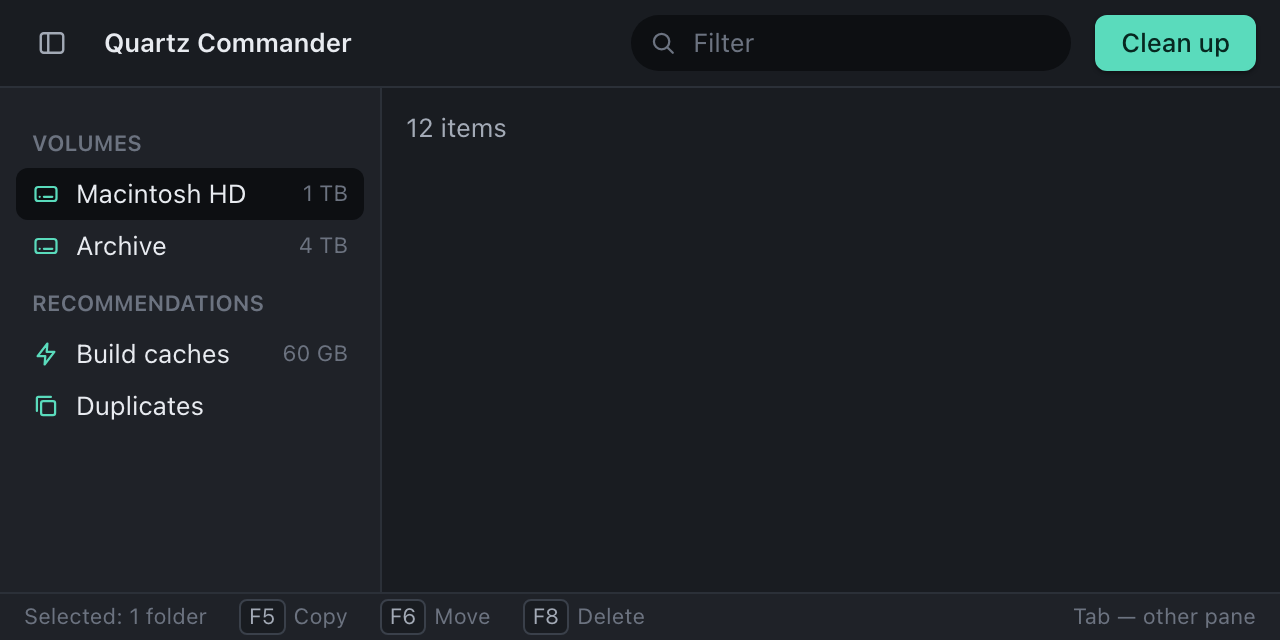 Quartz Commander
Filter
Clean up
VOLUMES
Macintosh HD 1 TB
Archive 4 TB
RECOMMENDATIONS
Build caches 60 GB
Duplicates
12 items
Selected: 1 folder F5 Copy F6 Move F8 Delete Tab — other pane